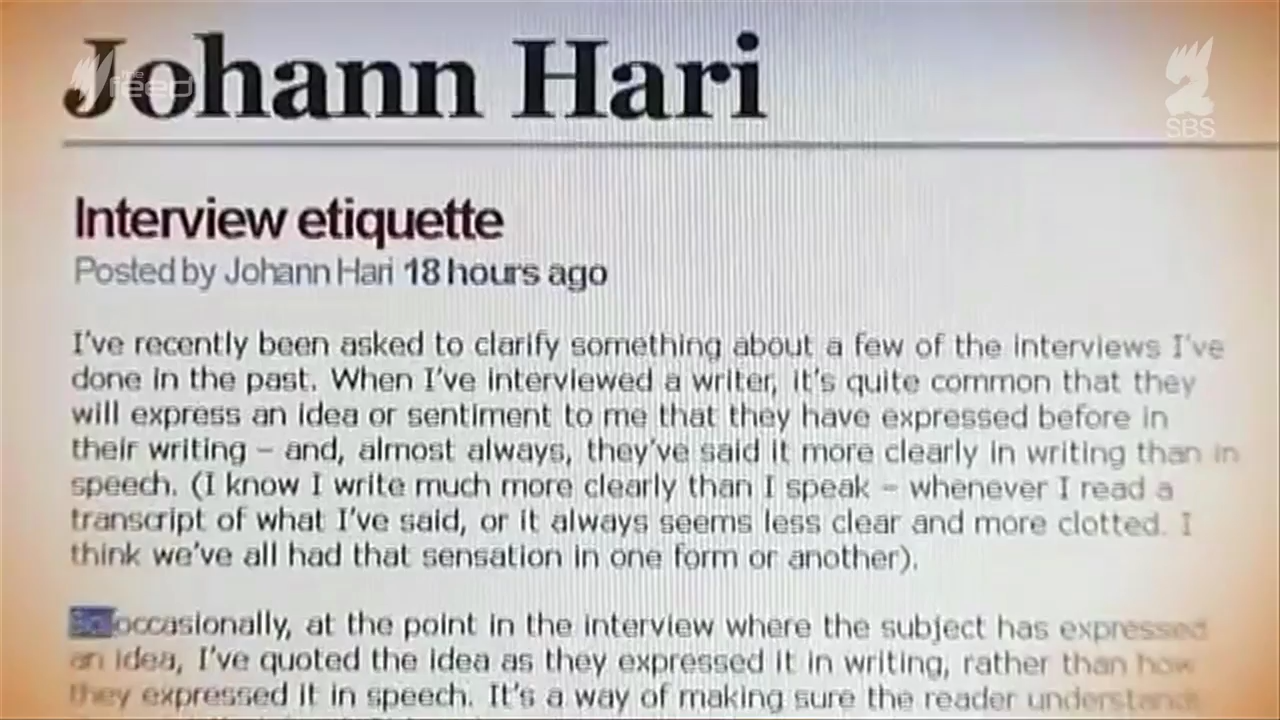 Johann Hari
the feed
SBS
Interview etiquette
Posted by Johann Hari 18 hours ago
I've recently been asked to clarify something about a few of the interviews I've
done in the past. When I've interviewed a writer, it's quite common that they
will express an idea or sentiment to me that they have expressed before in
their writing – and, almost always, they've said it more clearly in writing than in
speech. (I know I write much more clearly than I speak – whenever I read a
transcript of what I've said, or it always seems less clear and more clotted. I
think we've all had that sensation in one form or another).
So occasionally, at the point in the interview where the subject has expressed
an idea, I've quoted the idea as they expressed it in writing, rather than how
they expressed it in speech. It's a way of making sure the reader understands